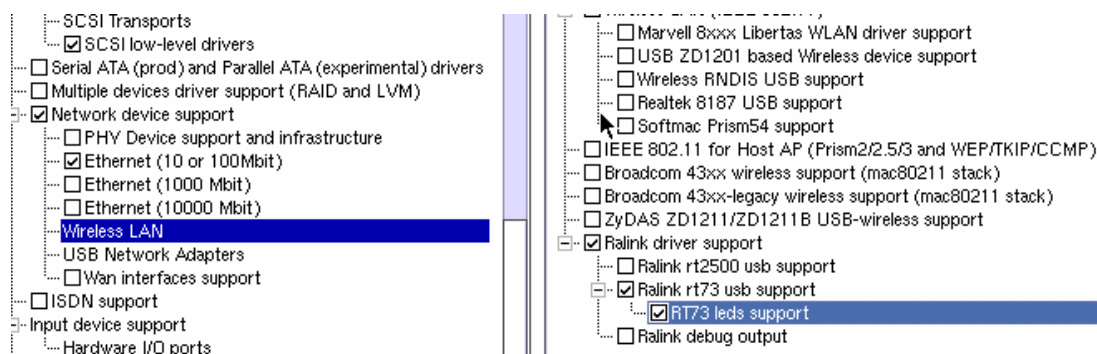 SCSI Transports
SCSI low-level drivers
Serial ATA (prod) and Parallel ATA (experimental) drivers
Multiple devices driver support (RAID and LVM)
Network device support
PHY Device support and infrastructure
Ethernet (10 or 100Mbit)
Ethernet (1000 Mbit)
Ethernet (10000 Mbit)
Wireless LAN
USB Network Adapters
Wan interfaces support
ISDN support
Input device support
Hardware I/O ports
Marvell 8xxx Libertas WLAN driver support
USB ZD1201 based Wireless device support
Wireless RNDIS USB support
Realtek 8187 USB support
Softmac Prism54 support
IEEE 802.11 for Host AP (Prism2/2.5/3 and WEP/TKIP/CCMP)
Broadcom 43xx wireless support (mac80211 stack)
Broadcom 43xx-legacy wireless support (mac80211 stack)
ZyDAS ZD1211/ZD1211B USB-wireless support
Ralink driver support
Ralink rt2500 usb support
Ralink rt73 usb support
RT73 leds support
Ralink debug output